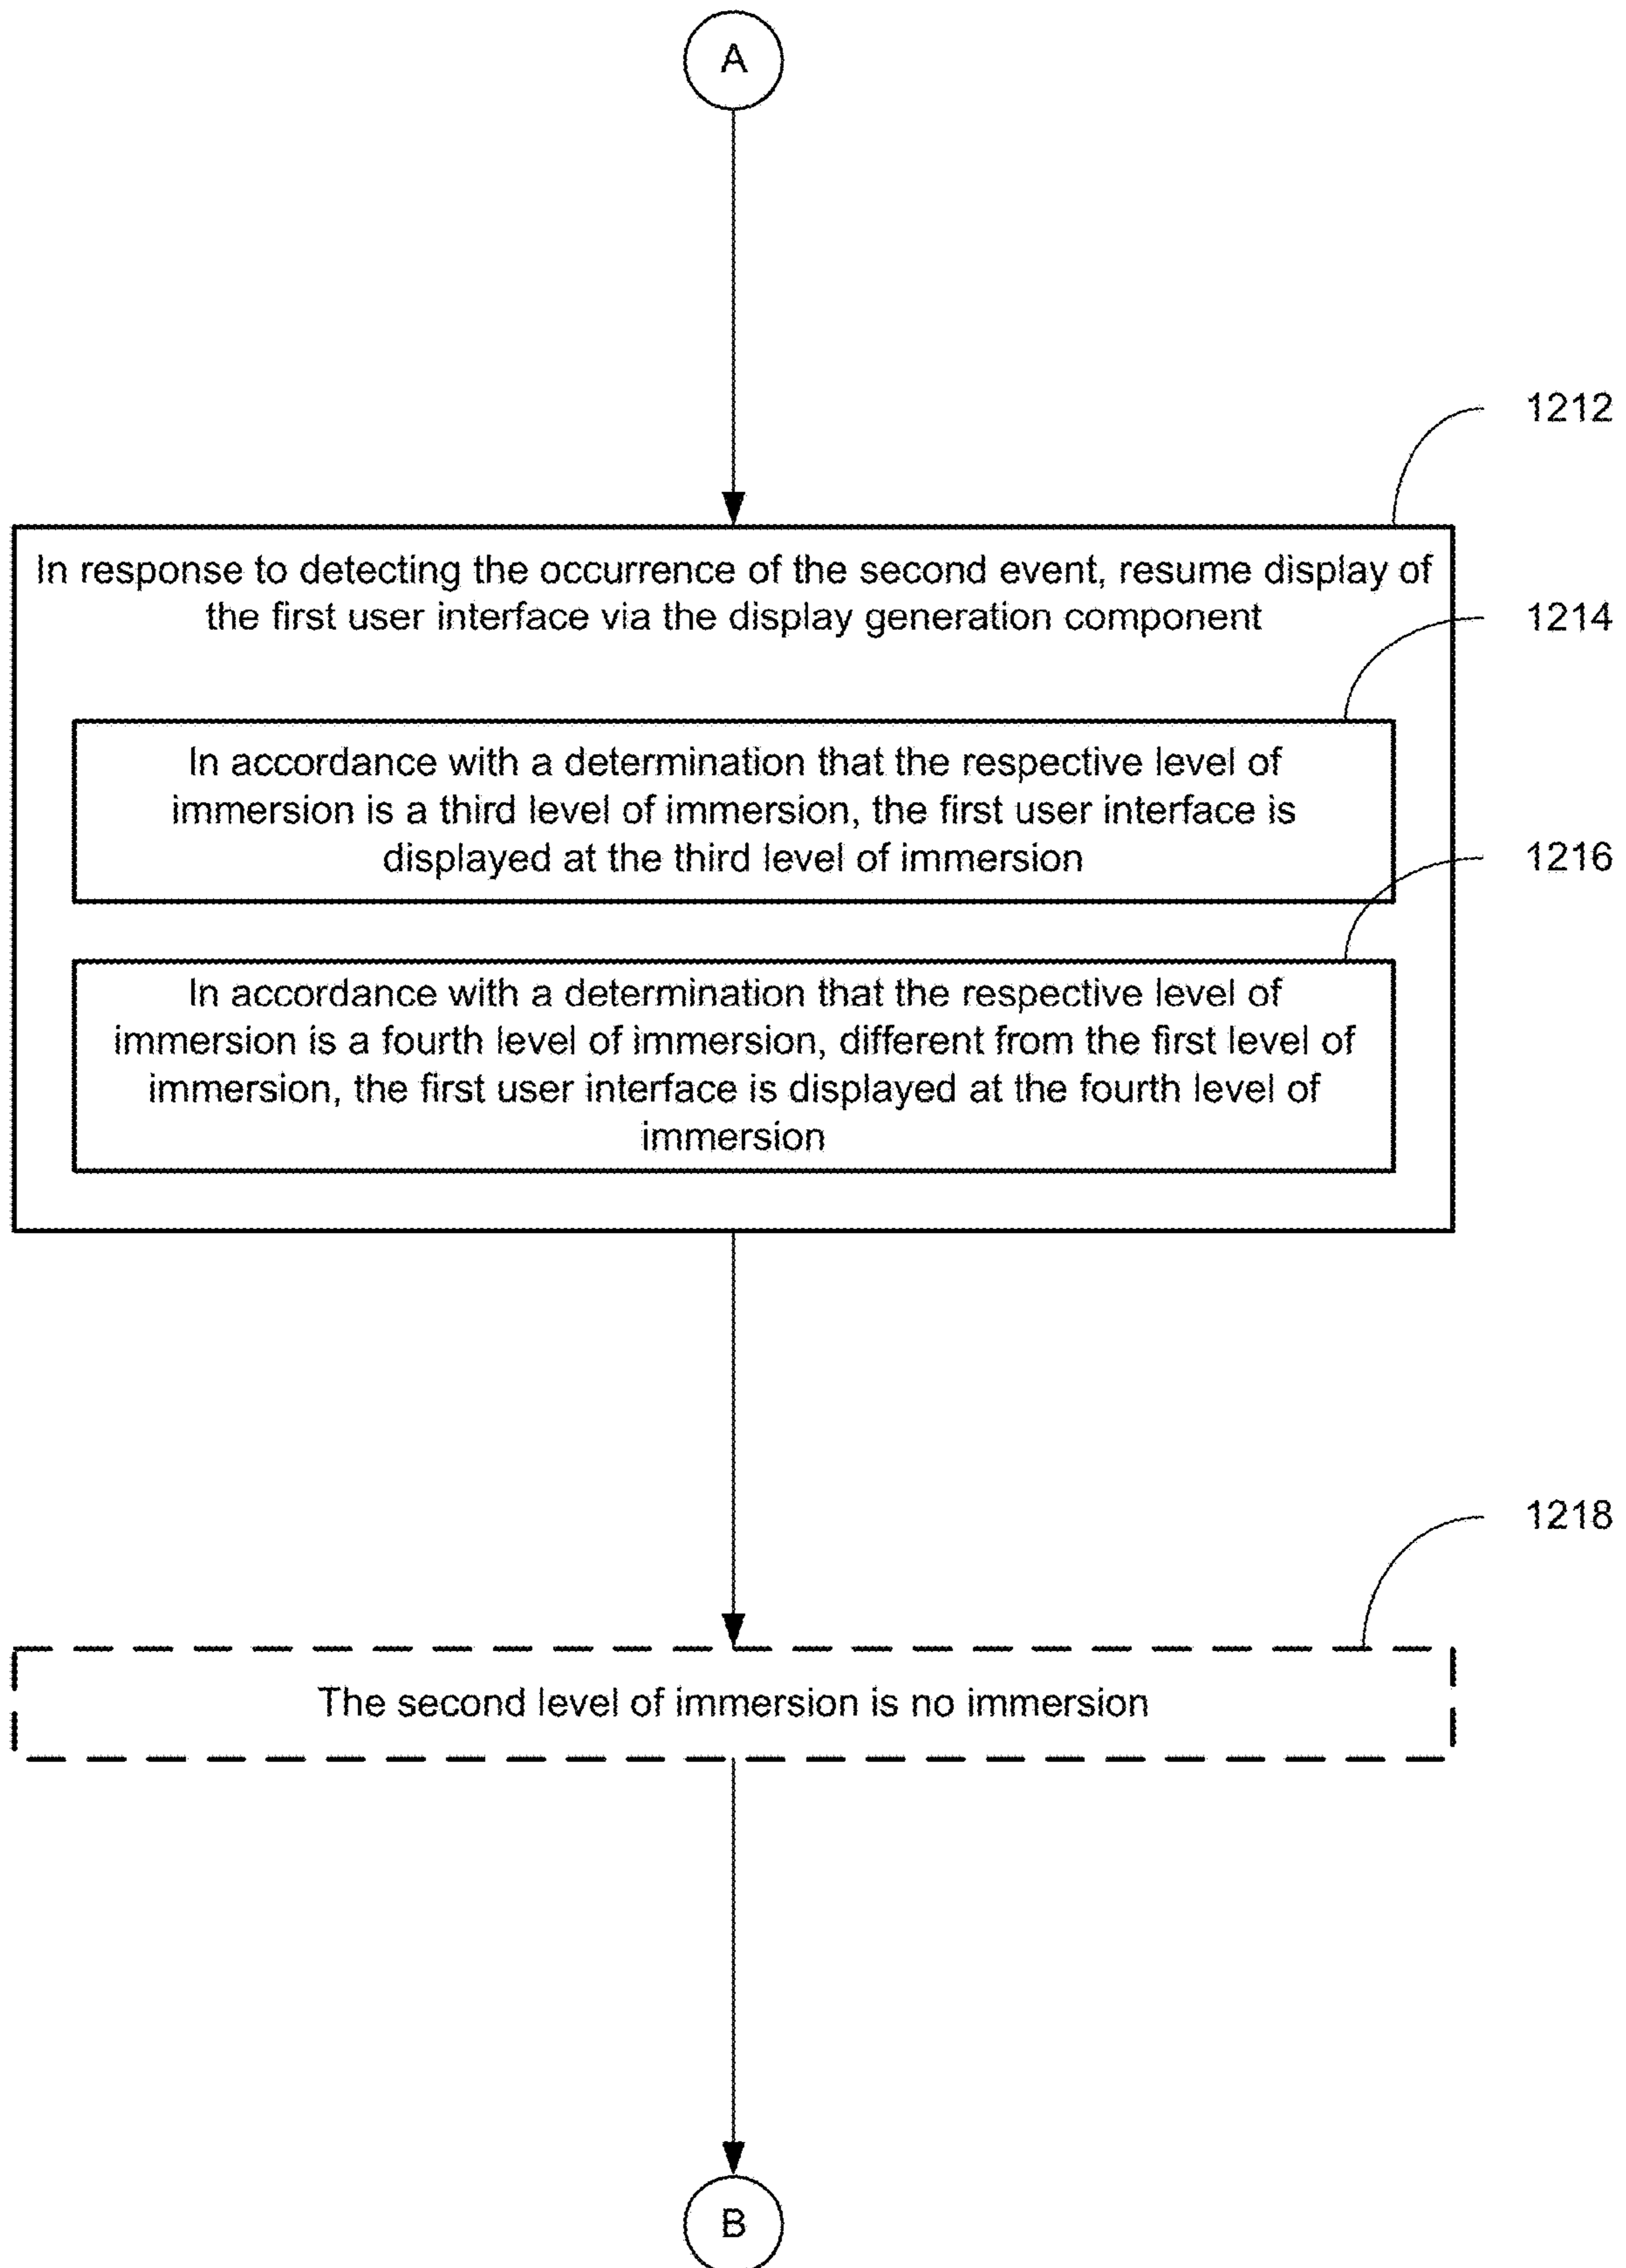 A
1212
In response to detecting the occurrence of the second event, resume display of
the first user interface via the display generation component
1214
In accordance with a determination that the respective level of
immersion is a third level of immersion, the first user interface is
displayed at the third level of immersion
1216
In accordance with a determination that the respective level of
immersion is a fourth level of immersion, different from the first level of
immersion, the first user interface is displayed at the fourth level of
immersion
1218
The second level of immersion is no immersion
B